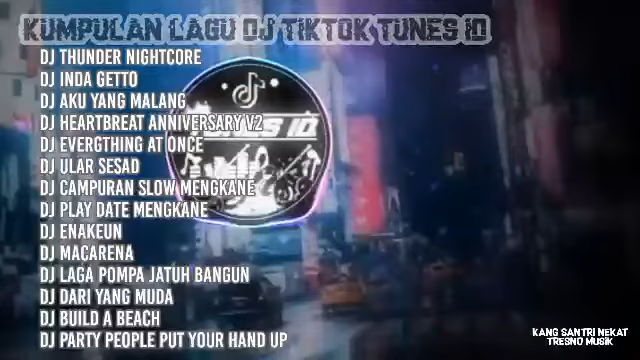 KUMPULAN LAGU DJ TIKTOK TUNES ID
DJ THUNDER NIGHTCORE
DJ INDA GETTO
DJ AKU YANG MALANG
DJ HEARTBREAT ANNIVERSARY V2
DJ EVERGTHING AT ONCE
DJ ULAR SESAD
DJ CAMPURAN SLOW MENGKANE
DJ PLAY DATE MENGKANE
DJ ENAKEUN
DJ MACARENA
DJ LAGA POMPA JATUH BANGUN
DJ DARI YANG MUDA
DJ BUILD A BEACH
DJ PARTY PEOPLE PUT YOUR HAND UP
TUNES ID
KANG SANTRI NEKAT
TRESNO MUSIK